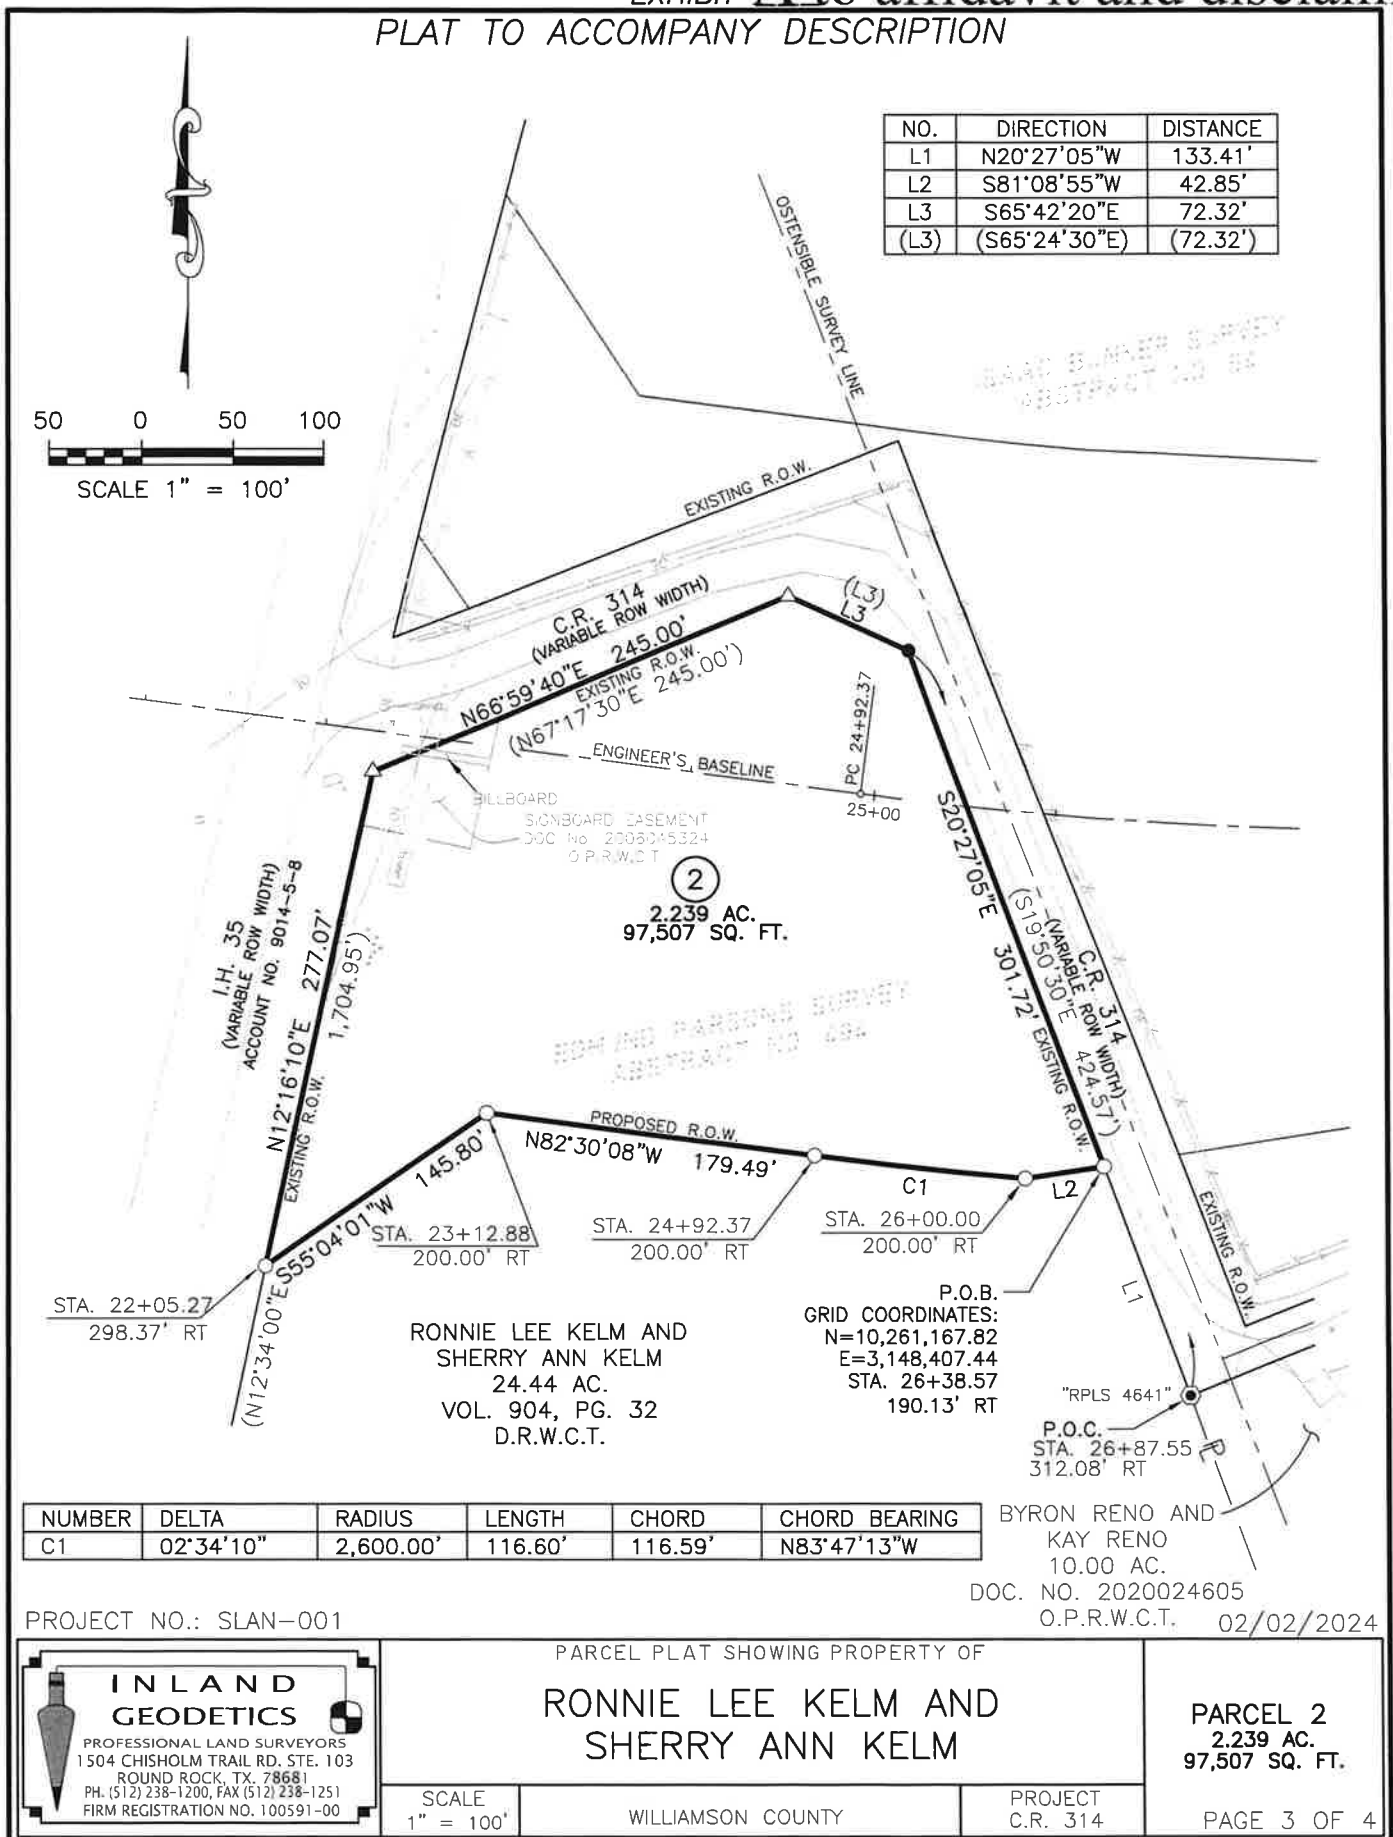 EXHIBIT
to affidavit and disclaim
PLAT TO ACCOMPANY DESCRIPTION
NO. DIRECTION DISTANCE
L1 N20°27'05"W 133.41'
L2 S81°08'55"W 42.85'
L3 S65°42'20"E 72.32'
(L3) (S65°24'30"E) (72.32')
50 0 50 100
SCALE 1" = 100'
OSTENSIBLE SURVEY LINE
SURVEY
ABSTRACT NO
EXISTING R.O.W.
C.R. 314
(VARIABLE ROW WIDTH)
N66°59'40"E 245.00'
EXISTING R.O.W.
(N67°17'30"E 245.00')
(L3)
L3
ENGINEER'S BASELINE
PC 24+92.37
25+00
BILLBOARD
SIGNBOARD EASEMENT
DOC No.
O.P.R.W.C.T
2
2.239 AC.
97,507 SQ. FT.
I.H. 35
(VARIABLE ROW WIDTH)
ACCOUNT NO. 9014-5-8
N12°16'10"E 277.07'
EXISTING R.O.W.
1,704.95')
(N12°34'00"E
S20°27'05"E 301.72'
EXISTING R.O.W.
(S19°50'30"E 424.57')
C.R. 314
(VARIABLE ROW WIDTH)
PARSONS SURVEY
ABSTRACT NO 494
PROPOSED R.O.W.
N82°30'08"W 179.49'
S55°04'01"W 145.80'
C1
L2
L1
EXISTING R.O.W.
STA. 23+12.88
200.00' RT
STA. 24+92.37
200.00' RT
STA. 26+00.00
200.00' RT
STA. 22+05.27
298.37' RT
RONNIE LEE KELM AND
SHERRY ANN KELM
24.44 AC.
VOL. 904, PG. 32
D.R.W.C.T.
P.O.B.
GRID COORDINATES:
N=10,261,167.82
E=3,148,407.44
STA. 26+38.57
190.13' RT
"RPLS 4641"
P.O.C.
STA. 26+87.55
312.08' RT
NUMBER DELTA RADIUS LENGTH CHORD CHORD BEARING
C1 02°34'10" 2,600.00' 116.60' 116.59' N83°47'13"W
BYRON RENO AND
KAY RENO
10.00 AC.
DOC. NO. 2020024605
O.P.R.W.C.T.
PROJECT NO.: SLAN-001
02/02/2024
INLAND
GEODETICS
PROFESSIONAL LAND SURVEYORS
1504 CHISHOLM TRAIL RD. STE. 103
ROUND ROCK, TX. 78681
PH. (512) 238-1200, FAX (512) 238-1251
FIRM REGISTRATION NO. 100591-00
PARCEL PLAT SHOWING PROPERTY OF
RONNIE LEE KELM AND
SHERRY ANN KELM
SCALE
1" = 100'
WILLIAMSON COUNTY
PROJECT
C.R. 314
PARCEL 2
2.239 AC.
97,507 SQ. FT.
PAGE 3 OF 4